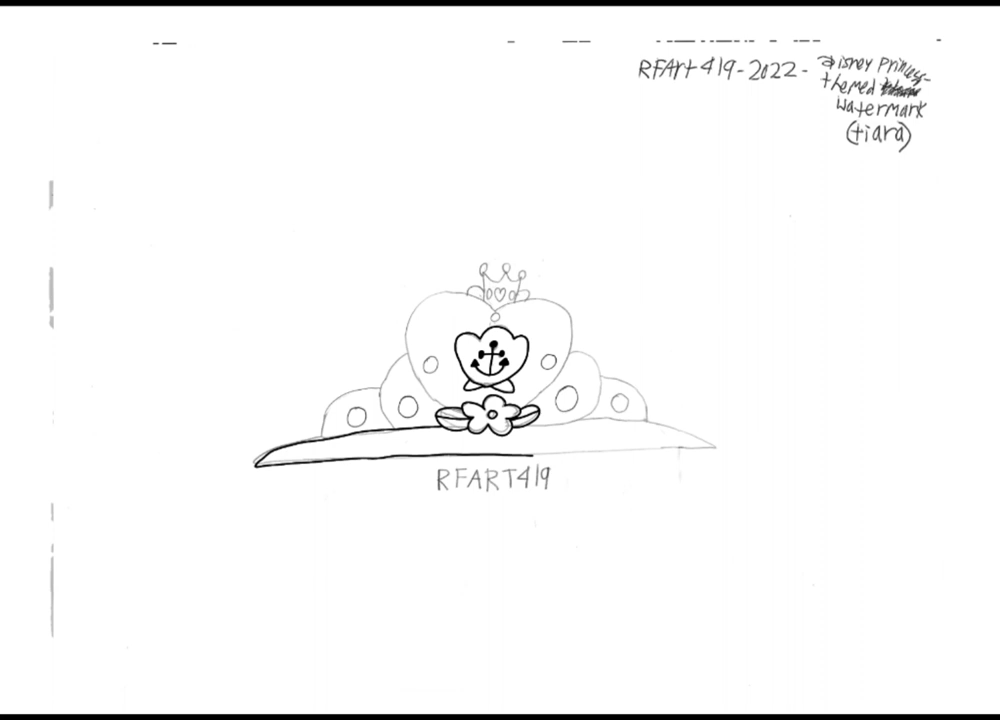 RFArt419-2022- Disney Princess-
themed
Watermark
(tiara)
RFART419